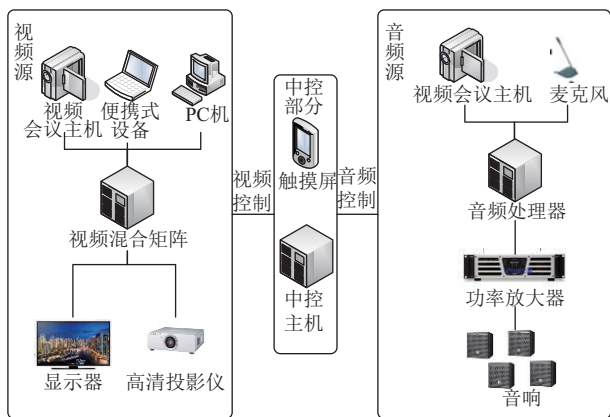 视
频
源
视频
会议主机
便携式
设备
PC机
视频混合矩阵
显示器
高清投影仪
视频
控制
中控
部分
触摸屏
中控
主机
音频
控制
音
频
源
视频会议主机
麦克风
音频处理器
功率放大器
音响